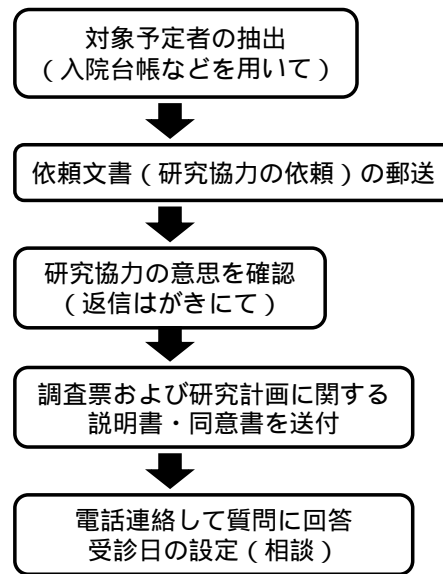 対象予定者の抽出
（入院台帳などを用いて）
依頼文書（研究協力の依頼）の郵送
研究協力の意思を確認
（返信はがきにて）
調査票および研究計画に関する
説明書・同意書を送付
電話連絡して質問に回答
受診日の設定（相談）